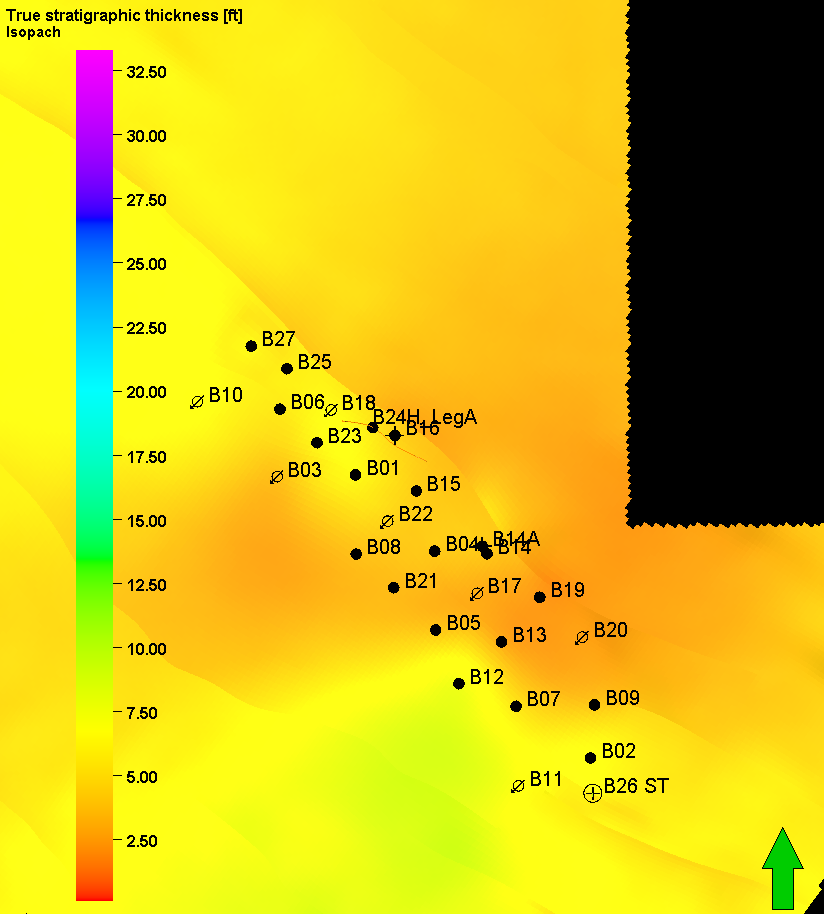 True stratigraphic thickness [ft]
Isopach
32.50
30.00
27.50
25.00
22.50
20.00
17.50
15.00
12.50
10.00
7.50
5.00
2.50
B27
B25
B10
B06
B18
B24H_LegA
B16
B23
B03
B01
B15
B22
B08
B04
B14A
B14
B21
B17
B19
B05
B13
B20
B12
B07
B09
B02
B11
B26 ST